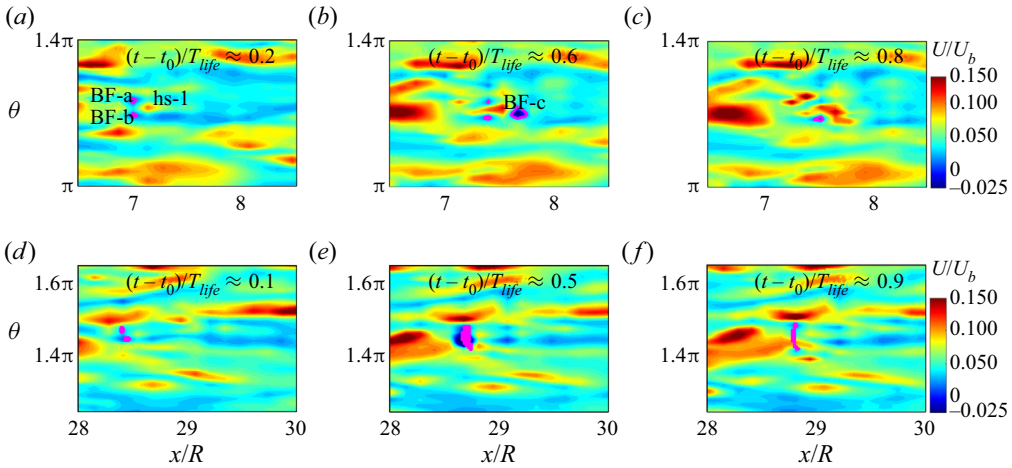 (a)
(b)
(c)
1.4π
(t – t0)/Tlife ≈ 0.2
1.4π
(t – t0)/Tlife ≈ 0.6
1.4π
(t – t0)/Tlife ≈ 0.8
U/Ub
0.150
0.100
0.050
0
–0.025
θ
BF-a
hs-1
BF-b
BF-c
π
π
π
7
8
7
8
7
8
(d)
(e)
(f)
1.6π
(t – t0)/Tlife ≈ 0.1
1.6π
(t – t0)/Tlife ≈ 0.5
1.6π
(t – t0)/Tlife ≈ 0.9
U/Ub
0.150
0.100
0.050
0
–0.025
θ
1.4π
1.4π
1.4π
28
29
30
28
29
30
28
29
30
x/R
x/R
x/R